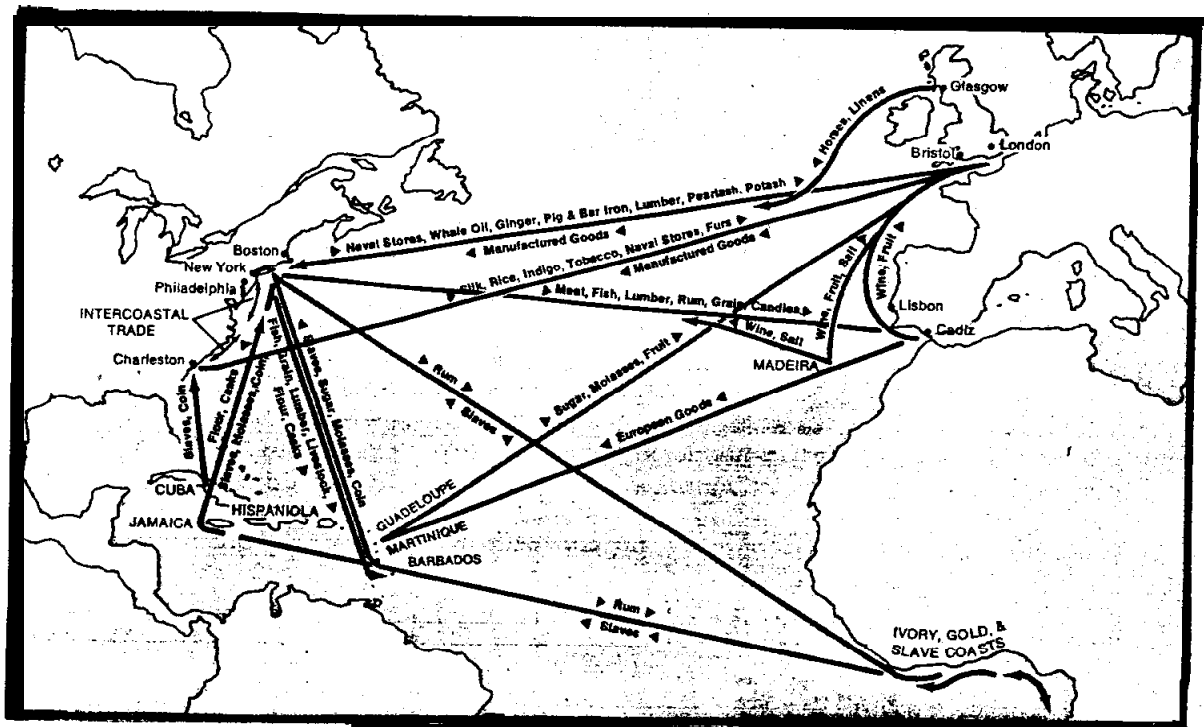 Glasgow
Horses, Linens
Bristol
London
Naval Stores, Whale Oil, Ginger, Pig & Bar Iron, Lumber, Pearlash, Potash
Manufactured Goods
Silk, Rice, Indigo, Tobacco, Naval Stores, Furs
Manufactured Goods
Boston
New York
Philadelphia
INTERCOASTAL
TRADE
Charleston
Meat, Fish, Lumber, Rum, Grain, Candles
Wine, Fruit, Salt
Wine, Fruit
Lisbon
Cadiz
Wine, Salt
MADEIRA
Sugar, Molasses, Fruit
European Goods
Rum
Slaves
Slaves, Coin
Flour, Casks
Slaves, Molasses, Coin
Fish, Grain, Lumber, Livestock,
Flour, Casks
Slaves, Sugar, Molasses, Coin
CUBA
HISPANIOLA
JAMAICA
GUADELOUPE
MARTINIQUE
BARBADOS
Rum
Slaves
IVORY, GOLD, &
SLAVE COASTS